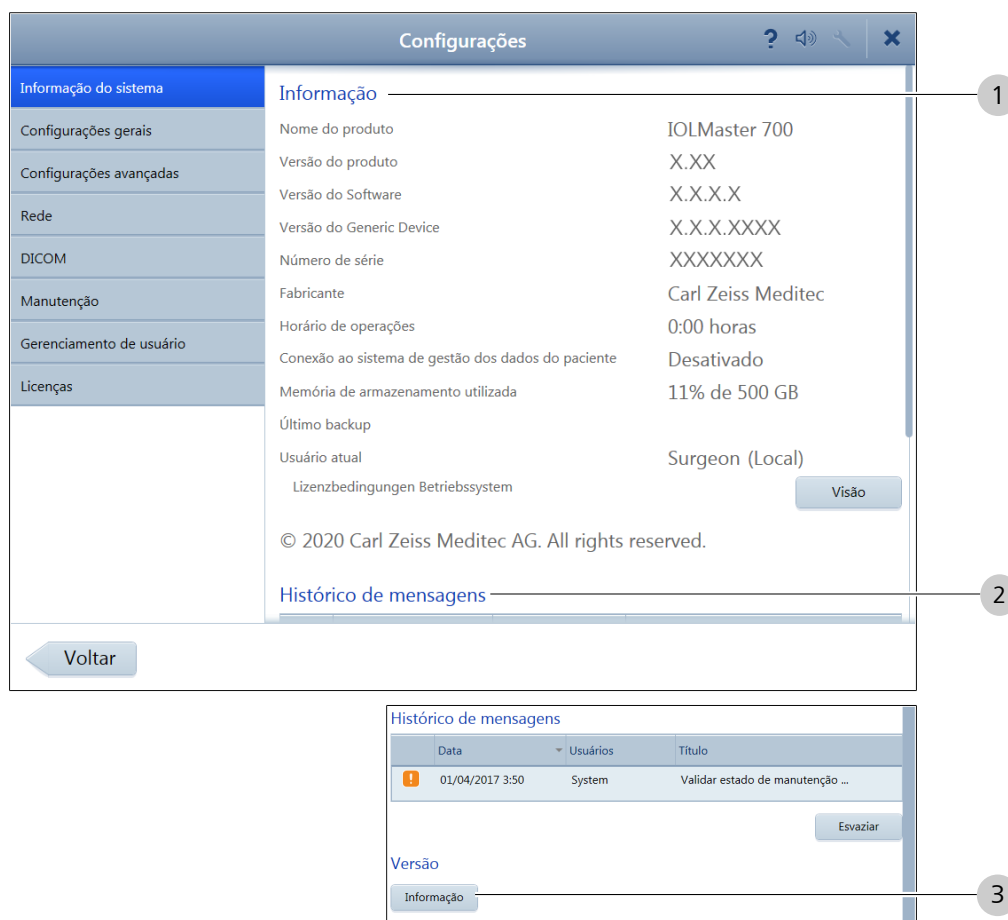 Configurações
?
Informação do sistema
Configurações gerais
Configurações avançadas
Rede
DICOM
Manutenção
Gerenciamento de usuário
Licenças
Informação
1
Nome do produto IOLMaster 700
Versão do produto X.XX
Versão do Software X.X.X.X
Versão do Generic Device X.X.X.XXXX
Número de série XXXXXXX
Fabricante Carl Zeiss Meditec
Horário de operações 0:00 horas
Conexão ao sistema de gestão dos dados do paciente Desativado
Memória de armazenamento utilizada 11% de 500 GB
Último backup
Usuário atual Surgeon (Local)
Lizenzbedingungen Betriebssystem Visão
© 2020 Carl Zeiss Meditec AG. All rights reserved.
Histórico de mensagens
2
Voltar
Histórico de mensagens
Data Usuários Título
! 01/04/2017 3:50 System Validar estado de manutenção ...
Esvaziar
Versão
Informação
3